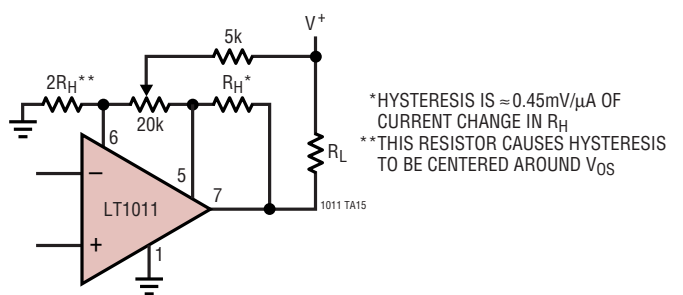 V+
5k
2RH**
RH*
20k
6
5
RL
*HYSTERESIS IS ≈0.45mV/µA OF
CURRENT CHANGE IN RH
**THIS RESISTOR CAUSES HYSTERESIS
TO BE CENTERED AROUND VOS
−
LT1011
7
1011 TA15
+
1